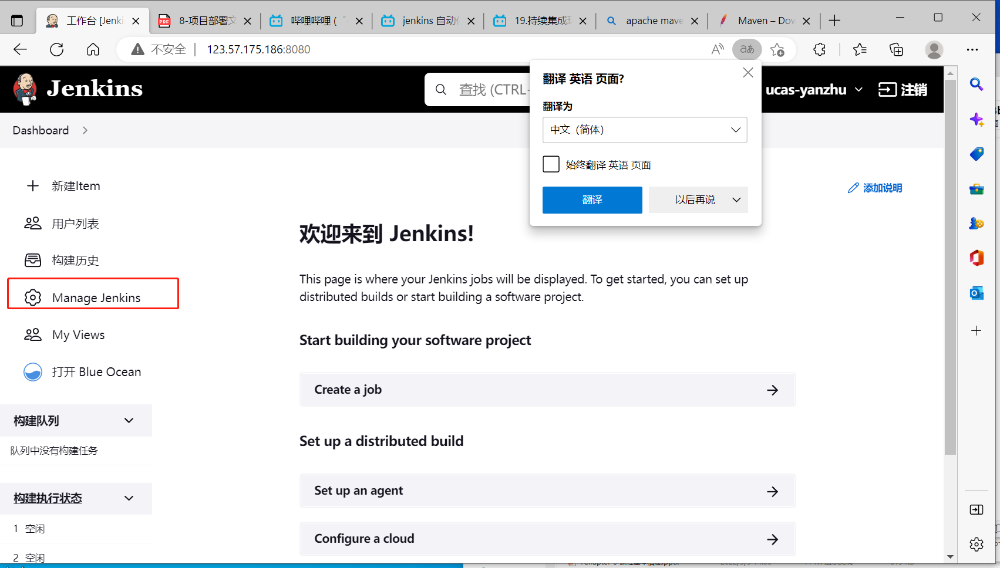 工作台 [Jenki
8-项目部署文
哔哩哔哩 (
jenkins 自动化
19.持续集成环
apache mave
Maven – Dow
不安全
123.57.175.186:8080
Jenkins
查找 (CTRL-
ucas-yanzhu
注销
翻译 英语 页面?
翻译为
中文 (简体)
始终翻译 英语 页面
翻译
以后再说
Dashboard
新建Item
用户列表
构建历史
Manage Jenkins
My Views
打开 Blue Ocean
构建队列
队列中没有构建任务
构建执行状态
1 空闲
2 空闲
添加说明
欢迎来到 Jenkins!
This page is where your Jenkins jobs will be displayed. To get started, you can set up
distributed builds or start building a software project.
Start building your software project
Create a job
Set up a distributed build
Set up an agent
Configure a cloud